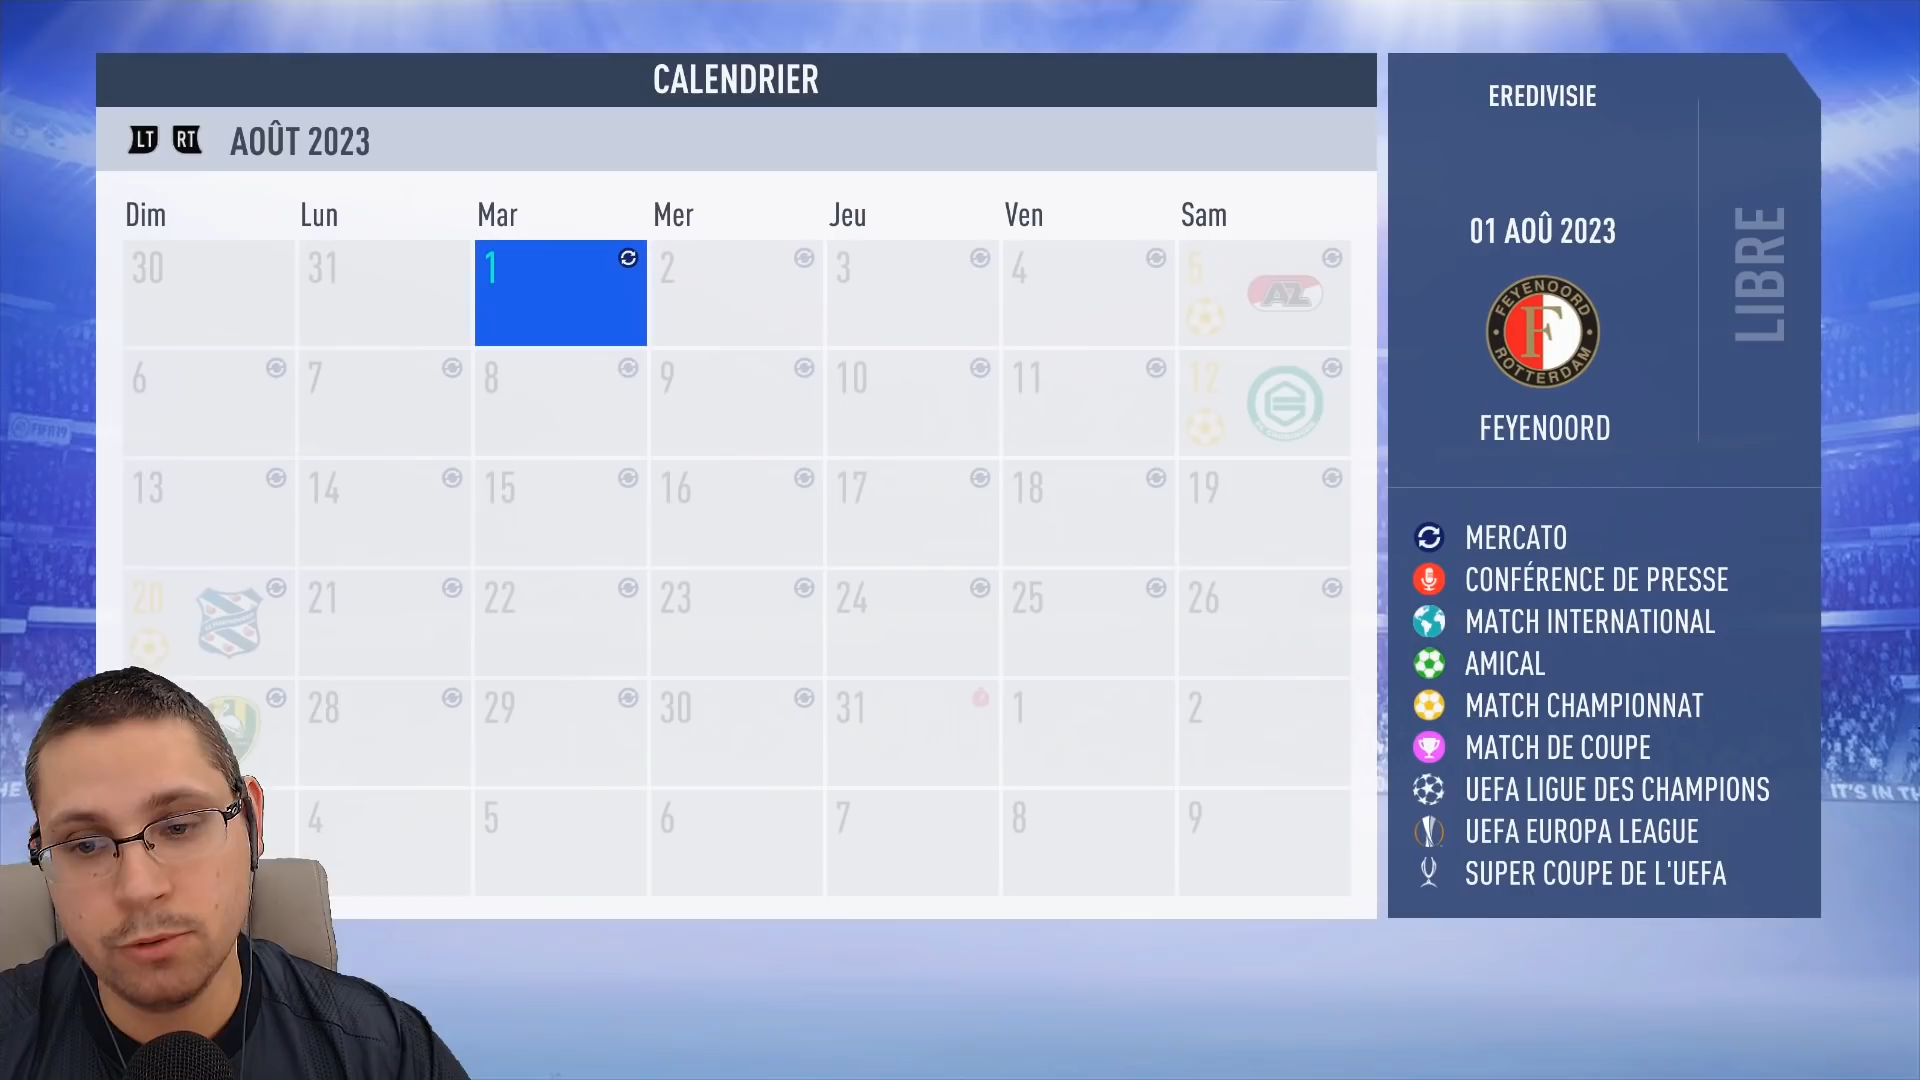 CALENDRIER
LT RT AOÛT 2023
Dim Lun Mar Mer Jeu Ven Sam
30 31 1 2 3 4 5
AZ
6 7 8 9 10 11 12
13 14 15 16 17 18 19
20 21 22 23 24 25 26
28 29 30 31 1 2
4 5 6 7 8 9
EREDIVISIE
01 AOÛ 2023
LIBRE
FEYENOORD
F
ROTTERDAM
FEYENOORD
MERCATO
CONFÉRENCE DE PRESSE
MATCH INTERNATIONAL
AMICAL
MATCH CHAMPIONNAT
MATCH DE COUPE
UEFA LIGUE DES CHAMPIONS
UEFA EUROPA LEAGUE
SUPER COUPE DE L'UEFA
FIFA19
IT'S IN TH